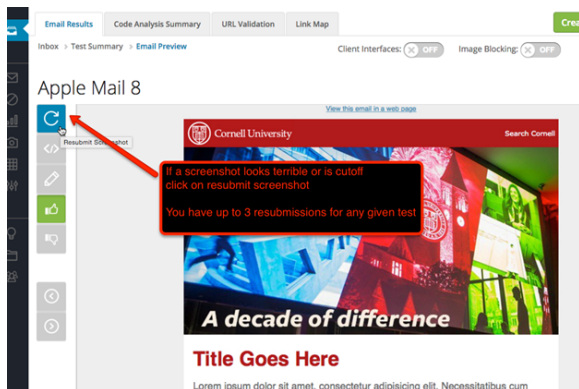 Email Results Code Analysis Summary URL Validation Link Map
Crea
Inbox > Test Summary > Email Preview
Client Interfaces: OFF Image Blocking: OFF
Apple Mail 8
View this email in a web page
Cornell University Search Cornell
Resubmit Screenshot
If a screenshot looks terrible or is cutoff
click on resubmit screenshot
You have up to 3 resubmissions for any given test
A decade of difference
Title Goes Here
Lorem ipsum dolor sit amet, consectetur adipisicing elit. Necessitatibus cum